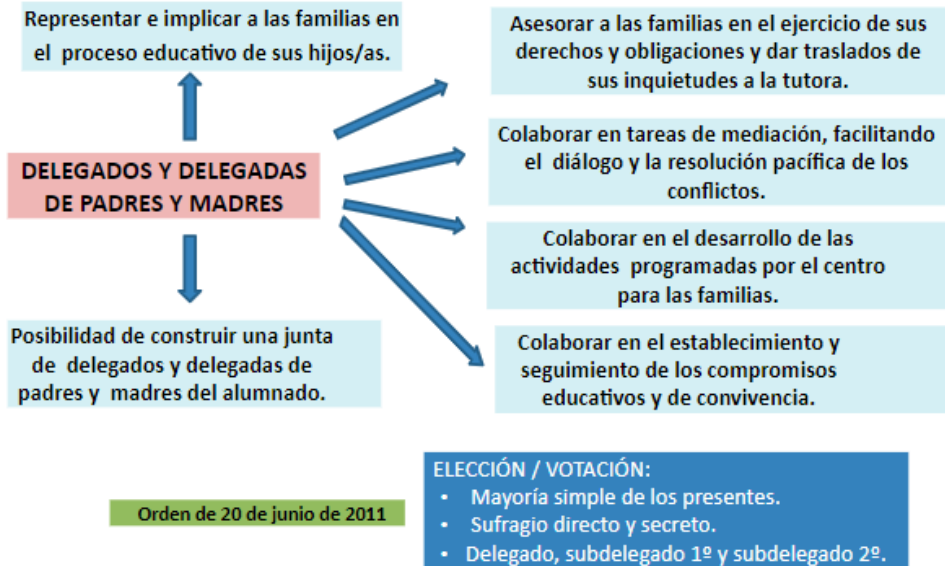 Representar e implicar a las familias en
el proceso educativo de sus hijos/as.
Asesorar a las familias en el ejercicio de sus
derechos y obligaciones y dar traslados de
sus inquietudes a la tutora.
DELEGADOS Y DELEGADAS
DE PADRES Y MADRES
Colaborar en tareas de mediación, facilitando
el diálogo y la resolución pacífica de los
conflictos.
Colaborar en el desarrollo de las
actividades programadas por el centro
para las familias.
Posibilidad de construir una junta
de delegados y delegadas de
padres y madres del alumnado.
Colaborar en el establecimiento y
seguimiento de los compromisos
educativos y de convivencia.
Orden de 20 de junio de 2011
ELECCIÓN / VOTACIÓN:
• Mayoría simple de los presentes.
• Sufragio directo y secreto.
• Delegado, subdelegado 1º y subdelegado 2º.